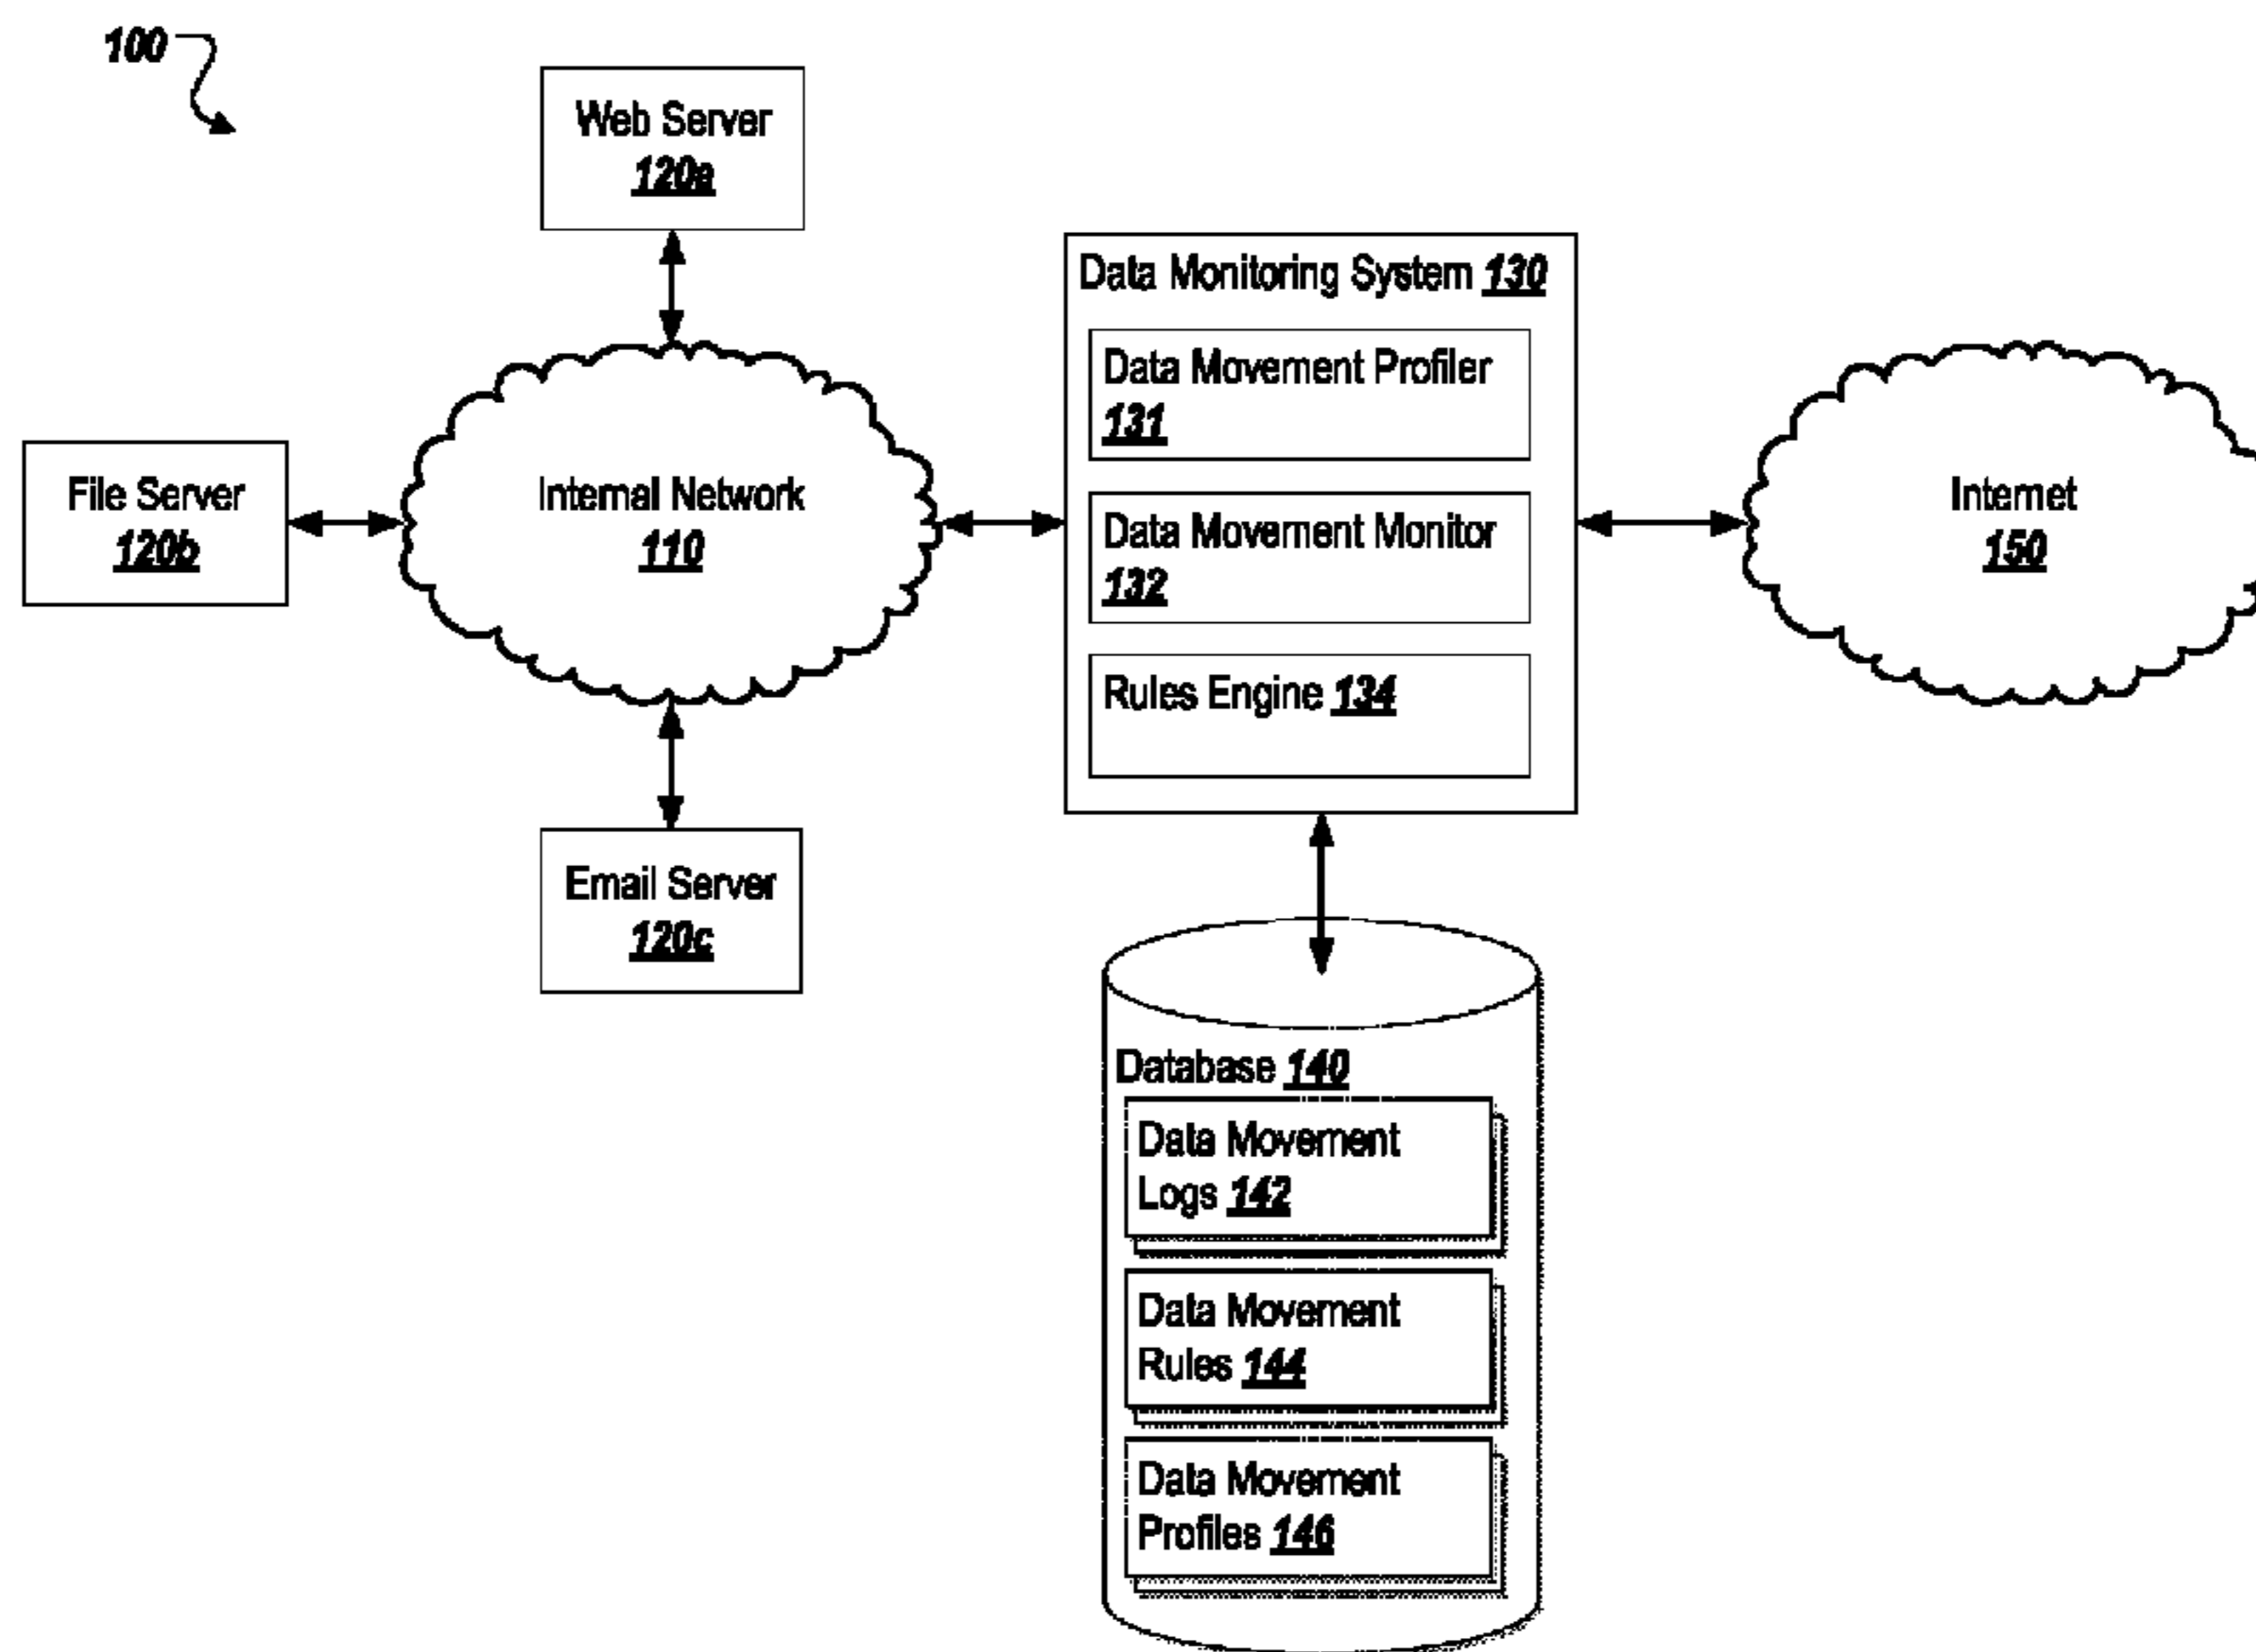 100
Web Server
120a
File Server
120b
Internal Network
110
Email Server
120c
Data Monitoring System 130
Data Movement Profiler
131
Data Movement Monitor
132
Rules Engine 134
Internet
150
Database 140
Data Movement
Logs 142
Data Movement
Rules 144
Data Movement
Profiles 146